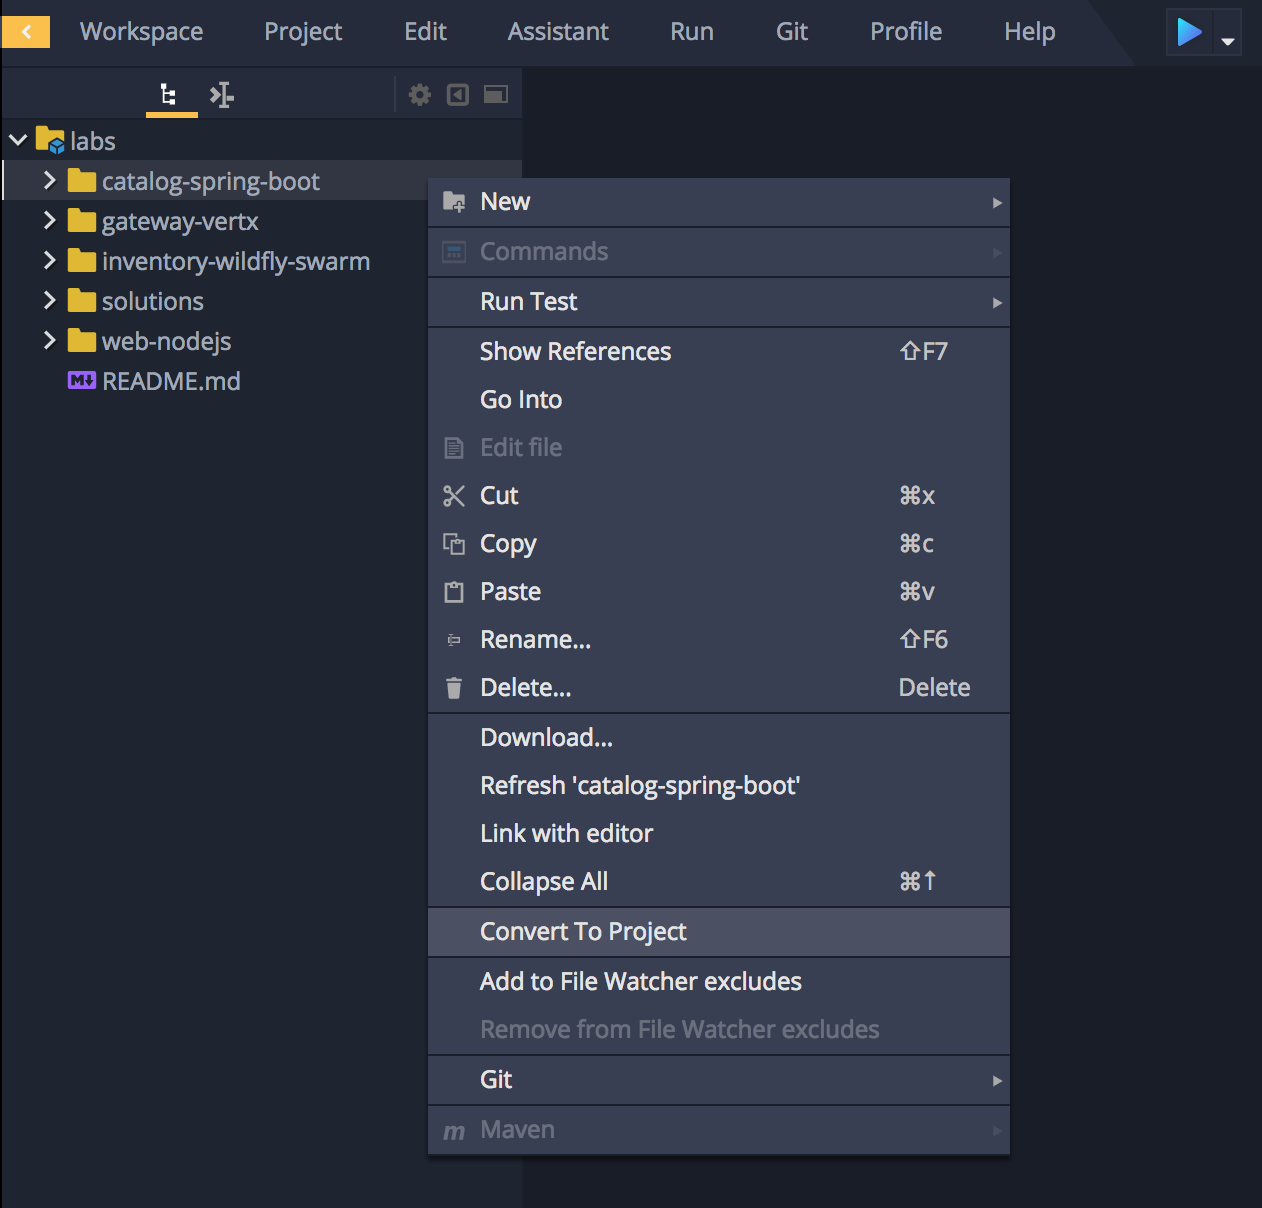 Workspace Project Edit Assistant Run Git Profile Help
labs
catalog-spring-boot
gateway-vertx
inventory-wildfly-swarm
solutions
web-nodejs
M↓ README.md
New
Commands
Run Test
Show References ⇧F7
Go Into
Edit file
Cut ⌘x
Copy ⌘c
Paste ⌘v
Rename... ⇧F6
Delete... Delete
Download...
Refresh 'catalog-spring-boot'
Link with editor
Collapse All ⌘↑
Convert To Project
Add to File Watcher excludes
Remove from File Watcher excludes
Git
m Maven